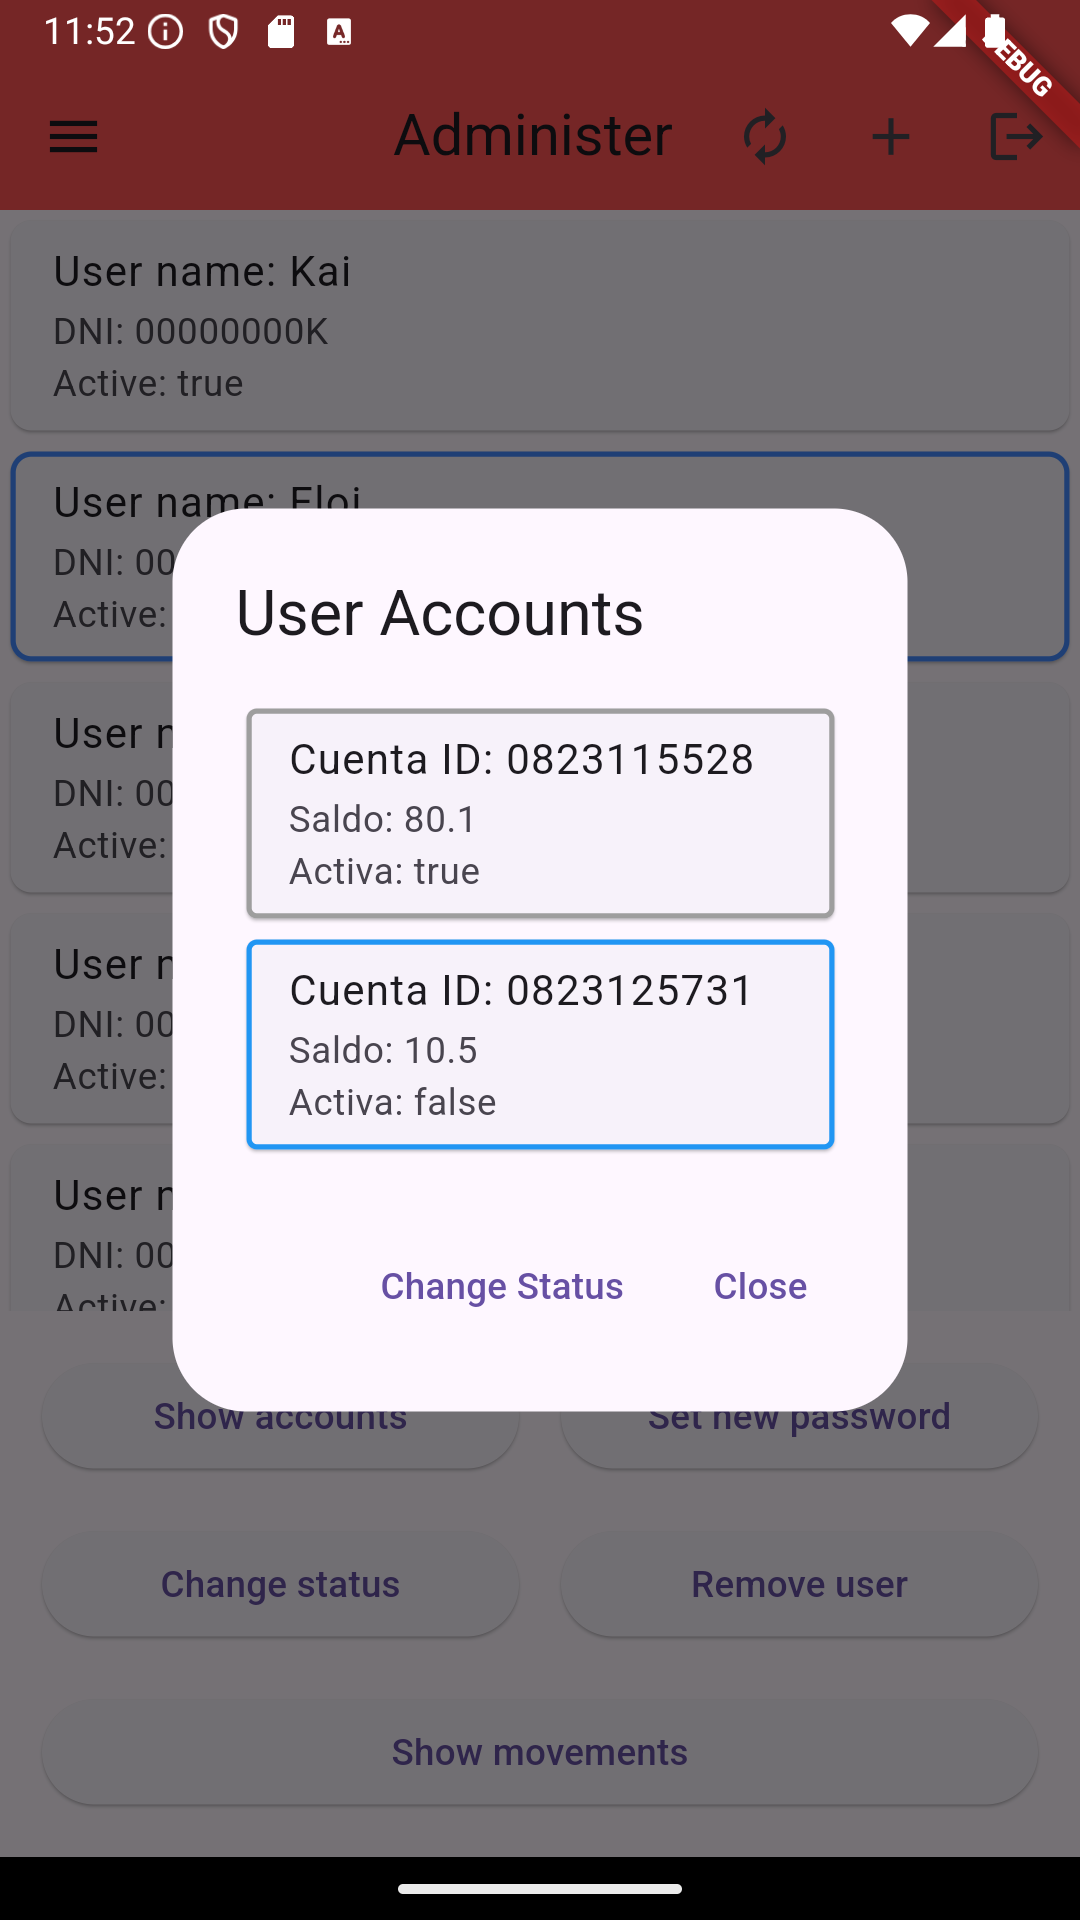 11:52
EBUG
Administer
User name: Kai
DNI: 00000000K
Active: true
User name: Eloi
DNI: 00
Active:
User Accounts
Cuenta ID: 0823115528
Saldo: 80.1
Activa: true
Cuenta ID: 0823125731
Saldo: 10.5
Activa: false
Change Status Close
User n
DNI: 00
Active:
User n
DNI: 00
Active:
User n
DNI: 00
Active:
Show accounts Set new password
Change status Remove user
Show movements